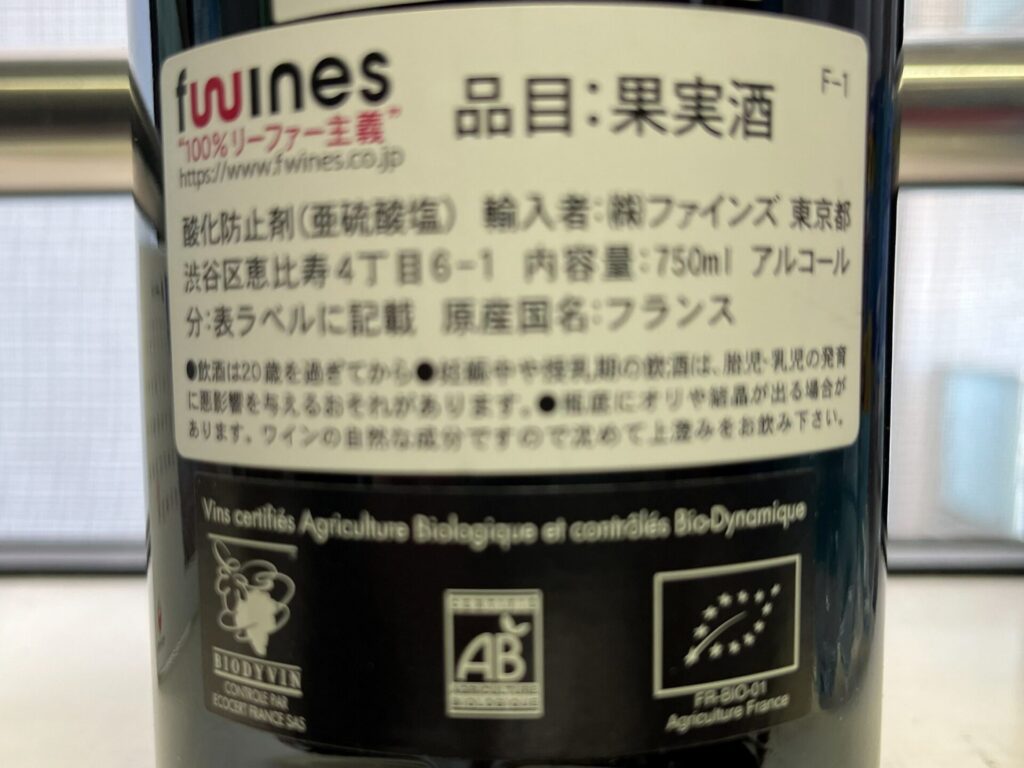 fwines
"100%リーファー主義"
https://www.fwines.co.jp
品目:果実酒
F-1
酸化防止剤(亜硫酸塩) 輸入者:㈱ファインズ 東京都
渋谷区恵比寿4丁目6-1 内容量:750ml アルコール
分:表ラベルに記載 原産国名:フランス
●飲酒は20歳を過ぎてから●妊娠中や授乳期の飲酒は、胎児・乳児の発育
に悪影響を与えるおそれがあります。●瓶底にオリや結晶が出る場合が
あります。ワインの自然な成分ですので沈めて上澄みをお飲み下さい。
Vins certifiés Agriculture Biologique et contrôlés Bio-Dynamique
BIODYVIN
CONTROLÉ PAR
ECOCERT FRANCE SAS
CERTIFIÉ
AB
AGRICULTURE
BIOLOGIQUE
FR-BIO-01
Agriculture France